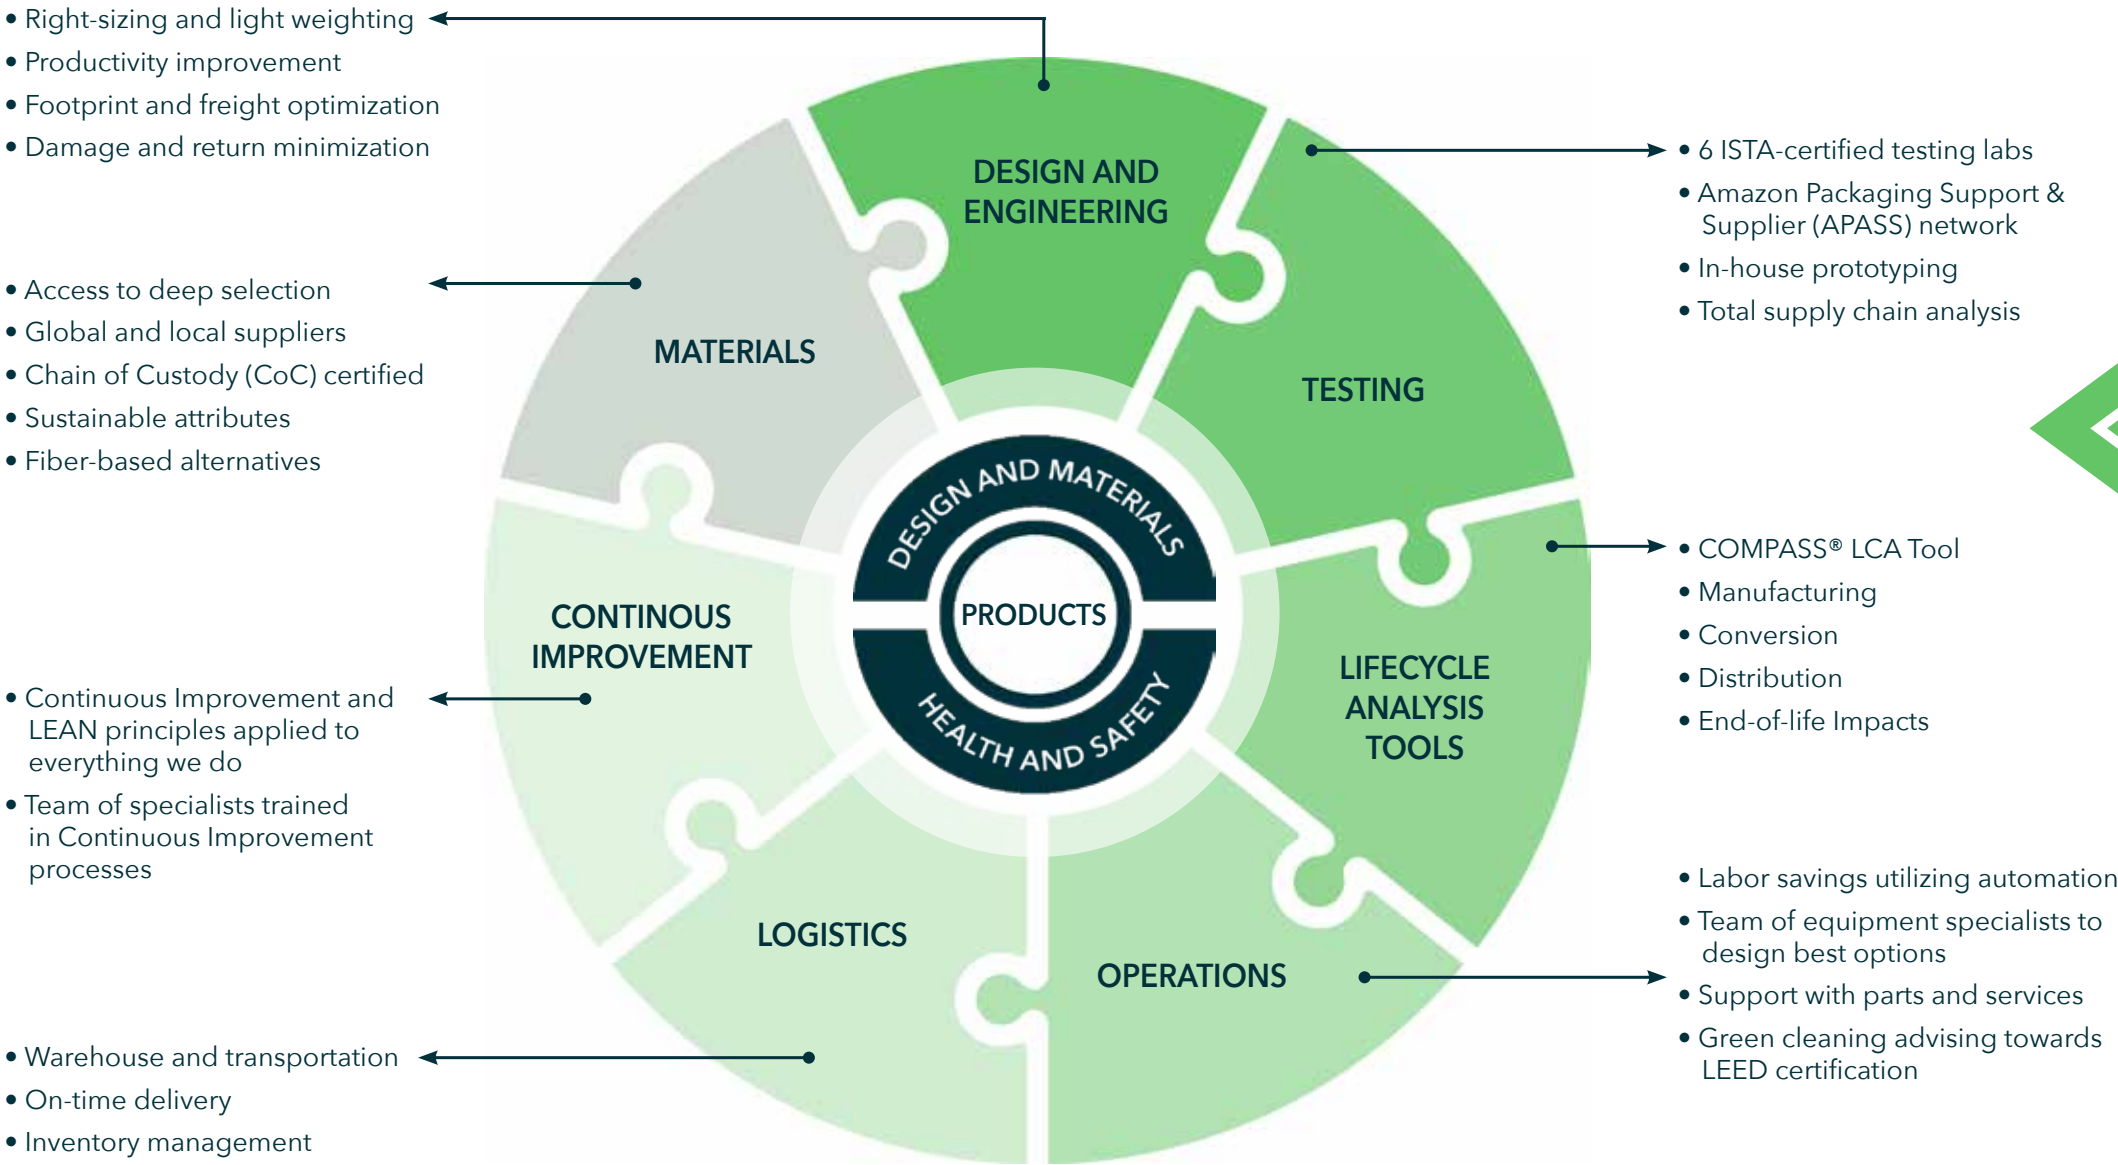 • Right-sizing and light weighting
• Productivity improvement
• Footprint and freight optimization
• Damage and return minimization
• Access to deep selection
• Global and local suppliers
• Chain of Custody (CoC) certified
• Sustainable attributes
• Fiber-based alternatives
• Continuous Improvement and
LEAN principles applied to
everything we do
• Team of specialists trained
in Continuous Improvement
processes
• Warehouse and transportation
• On-time delivery
• Inventory management
DESIGN AND
ENGINEERING
MATERIALS
TESTING
DESIGN AND MATERIALS
PRODUCTS
HEALTH AND SAFETY
CONTINOUS
IMPROVEMENT
LIFECYCLE
ANALYSIS
TOOLS
LOGISTICS
OPERATIONS
• 6 ISTA-certified testing labs
• Amazon Packaging Support &
Supplier (APASS) network
• In-house prototyping
• Total supply chain analysis
• COMPASS® LCA Tool
• Manufacturing
• Conversion
• Distribution
• End-of-life Impacts
• Labor savings utilizing automation
• Team of equipment specialists to
design best options
• Support with parts and services
• Green cleaning advising towards
LEED certification